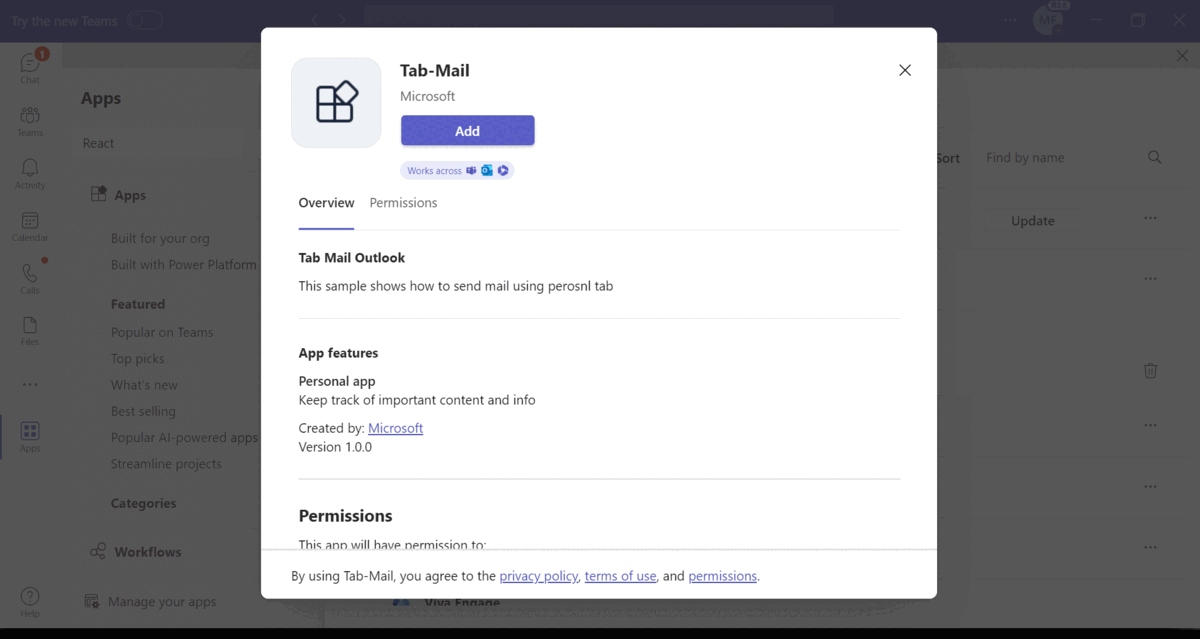 Try the new Teams
MF
1
Chat
Teams
Activity
Calendar
Calls
Files
Apps
Help
Apps
React
Apps
Built for your org
Built with Power Platform
Featured
Popular on Teams
Top picks
What's new
Best selling
Popular AI-powered apps
Streamline projects
Categories
Workflows
Manage your apps
Tab-Mail
Microsoft
Add
Works across
Overview Permissions
Tab Mail Outlook
This sample shows how to send mail using perosnl tab
App features
Personal app
Keep track of important content and info
Created by: Microsoft
Version 1.0.0
Permissions
This app will have permission to:
By using Tab-Mail, you agree to the privacy policy, terms of use, and permissions.
Viva Engage
Sort
Find by name
Update